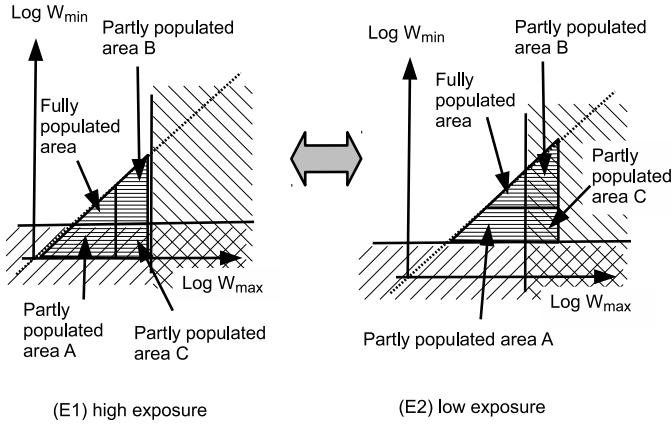 Log Wmin
Partly populated
area B
Fully
populated
area
Log Wmax
Partly
populated
area A
Partly
populated
area C
(E1) high exposure
Log Wmin
Partly populated
area B
Fully
populated
area
Partly
populated
area C
Log Wmax
Partly populated area A
(E2) low exposure